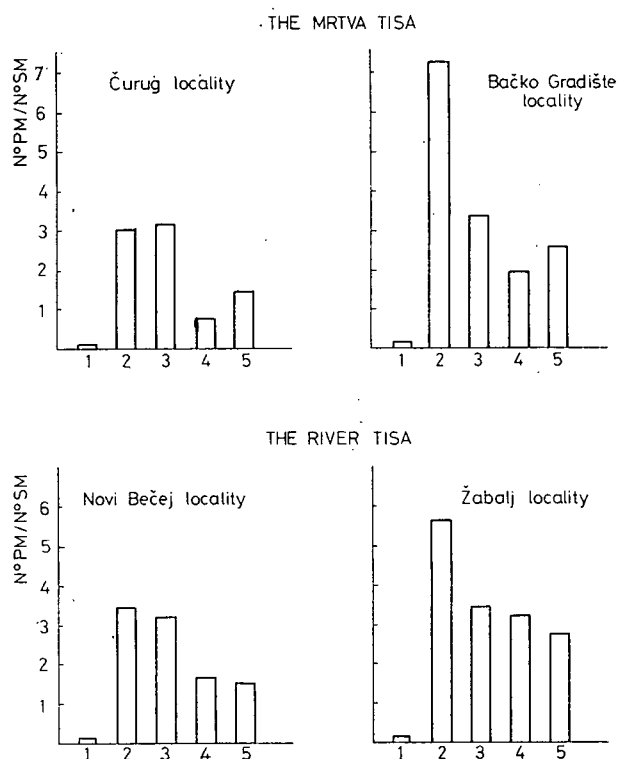 THE MRTVA TISA
N°PM/N°SM
7
6
5
4
3
2
1
Čurug locality
1 2 3 4 5
Bačko Gradište
locality
1 2 3 4 5
THE RIVER TISA
N°PM/N°SM
6
5
4
3
2
1
Novi Bečej locality
1 2 3 4 5
Žabalj locality
1 2 3 4 5